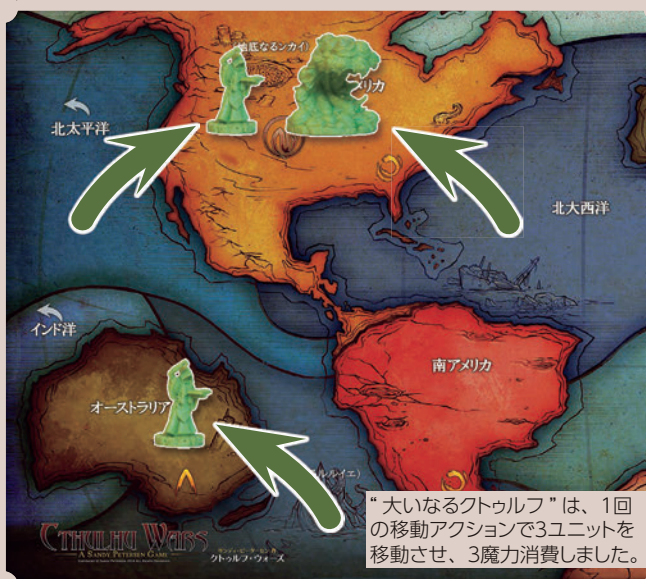 北太平洋
北大西洋
インド洋
オーストラリア
南アメリカ
CTHULHU WARS
A SANDY PETERSEN GAME
クトゥルフ・ウォーズ
“大いなるクトゥルフ”は、1回
の移動アクションで3ユニットを
移動させ、3魔力消費しました。